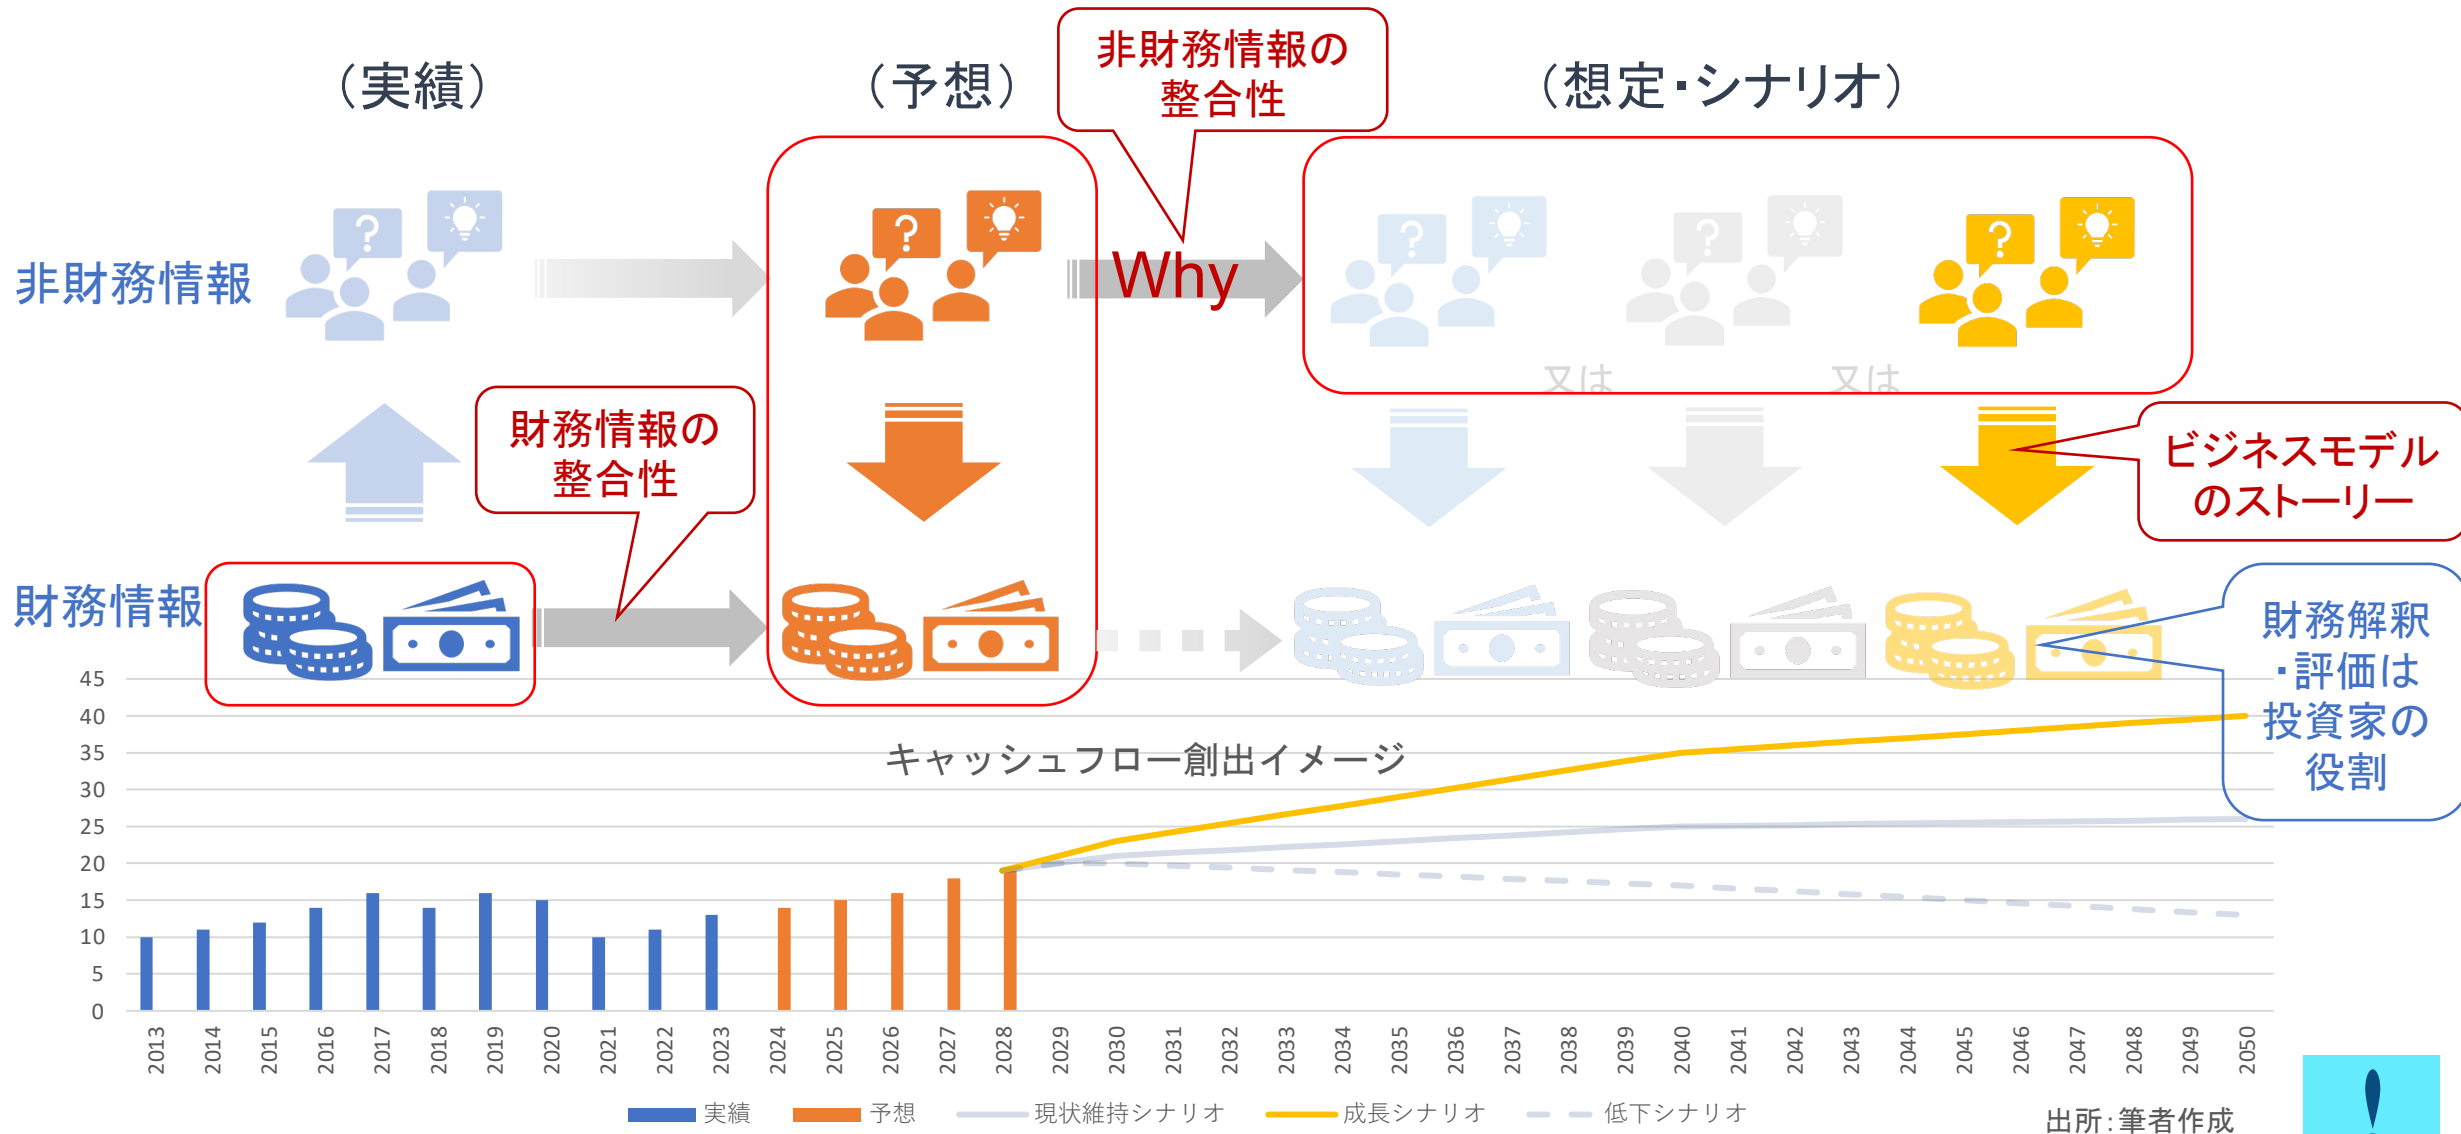 (実績)
(予想)
非財務情報の
整合性
(想定・シナリオ)
?
?
?
?
?
非財務情報
Why
又は
又は
財務情報の
整合性
ビジネスモデル
のストーリー
財務情報
財務解釈
・評価は
投資家の
役割
キャッシュフロー創出イメージ
45
40
35
30
25
20
15
10
5
0
2013
2014
2015
2016
2017
2018
2019
2020
2021
2022
2023
2024
2025
2026
2027
2028
2029
2030
2031
2032
2033
2034
2035
2036
2037
2038
2039
2040
2041
2042
2043
2044
2045
2046
2047
2048
2049
2050
実績
予想
現状維持シナリオ
成長シナリオ
低下シナリオ
出所:筆者作成